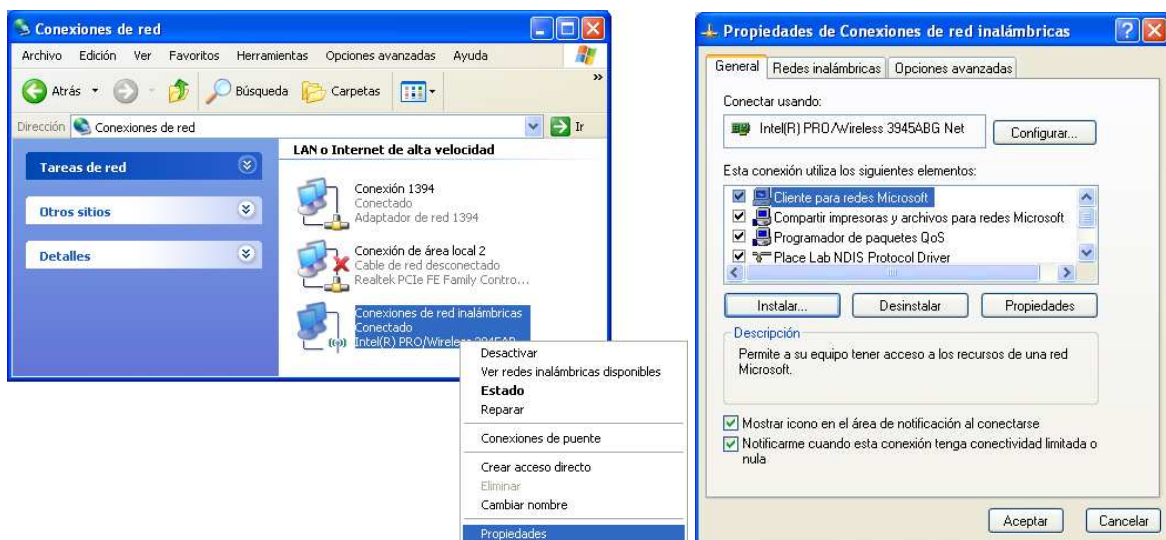 Conexiones de red
Archivo Edición Ver Favoritos Herramientas Opciones avanzadas Ayuda
Atrás Búsqueda Carpetas
Dirección Conexiones de red Ir
Tareas de red
Otros sitios
Detalles
LAN o Internet de alta velocidad
Conexión 1394
Conectado
Adaptador de red 1394
Conexión de área local 2
Cable de red desconectado
Realtek PCIe FE Family Contro...
Conexiones de red inalámbricas
Conectado
Intel(R) PRO/Wireless 3945AB...
Desactivar
Ver redes inalámbricas disponibles
Estado
Reparar
Conexiones de puente
Crear acceso directo
Eliminar
Cambiar nombre
Propiedades
Propiedades de Conexiones de red inalámbricas
General Redes inalámbricas Opciones avanzadas
Conectar usando:
Intel(R) PRO/Wireless 3945ABG Net Configurar...
Esta conexión utiliza los siguientes elementos:
Cliente para redes Microsoft
Compartir impresoras y archivos para redes Microsoft
Programador de paquetes QoS
Place Lab NDIS Protocol Driver
Instalar... Desinstalar Propiedades
Descripción
Permite a su equipo tener acceso a los recursos de una red
Microsoft.
Mostrar icono en el área de notificación al conectarse
Notificarme cuando esta conexión tenga conectividad limitada o
nula
Aceptar Cancelar